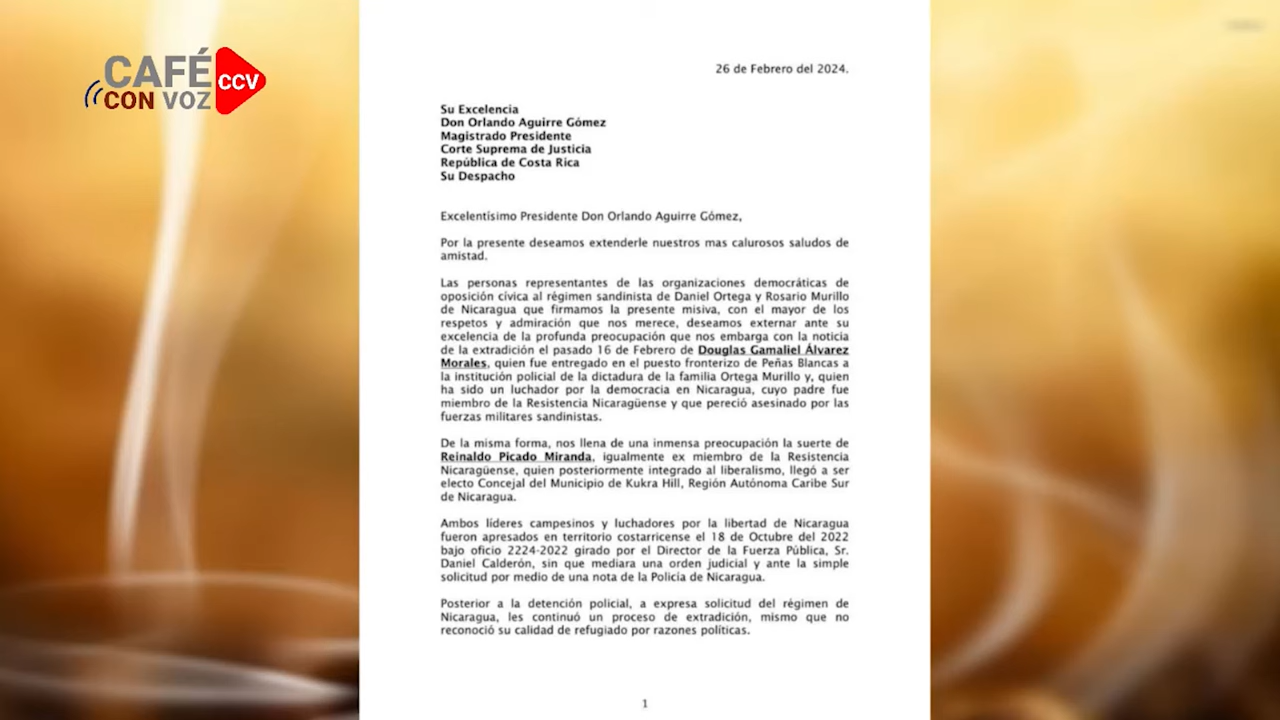 CAFÉ
CON VOZ
CCV
26 de Febrero del 2024.
Su Excelencia
Don Orlando Aguirre Gómez
Magistrado Presidente
Corte Suprema de Justicia
República de Costa Rica
Su Despacho
Excelentísimo Presidente Don Orlando Aguirre Gómez,
Por la presente deseamos extenderle nuestros mas calurosos saludos de
amistad.
Las personas representantes de las organizaciones democráticas de
oposición cívica al régimen sandinista de Daniel Ortega y Rosario Murillo
de Nicaragua que firmamos la presente misiva, con el mayor de los
respetos y admiración que nos merece, deseamos externar ante su
excelencia de la profunda preocupación que nos embarga con la noticia
de la extradición el pasado 16 de Febrero de Douglas Gamaliel Álvarez
Morales, quien fue entregado en el puesto fronterizo de Peñas Blancas a
la institución policial de la dictadura de la familia Ortega Murillo y, quien
ha sido un luchador por la democracia en Nicaragua, cuyo padre fue
miembro de la Resistencia Nicaragüense y que pereció asesinado por las
fuerzas militares sandinistas.
De la misma forma, nos llena de una inmensa preocupación la suerte de
Reinaldo Picado Miranda, igualmente ex miembro de la Resistencia
Nicaragüense, quien posteriormente integrado al liberalismo, llegó a ser
electo Concejal del Municipio de Kukra Hill, Región Autónoma Caribe Sur
de Nicaragua.
Ambos líderes campesinos y luchadores por la libertad de Nicaragua
fueron apresados en territorio costarricense el 18 de Octubre del 2022
bajo oficio 2224-2022 girado por el Director de la Fuerza Pública, Sr.
Daniel Calderón, sin que mediara una orden judicial y ante la simple
solicitud por medio de una nota de la Policía de Nicaragua.
Posterior a la detención policial, a expresa solicitud del régimen de
Nicaragua, les continuó un proceso de extradición, mismo que no
reconoció su calidad de refugiado por razones políticas.
1